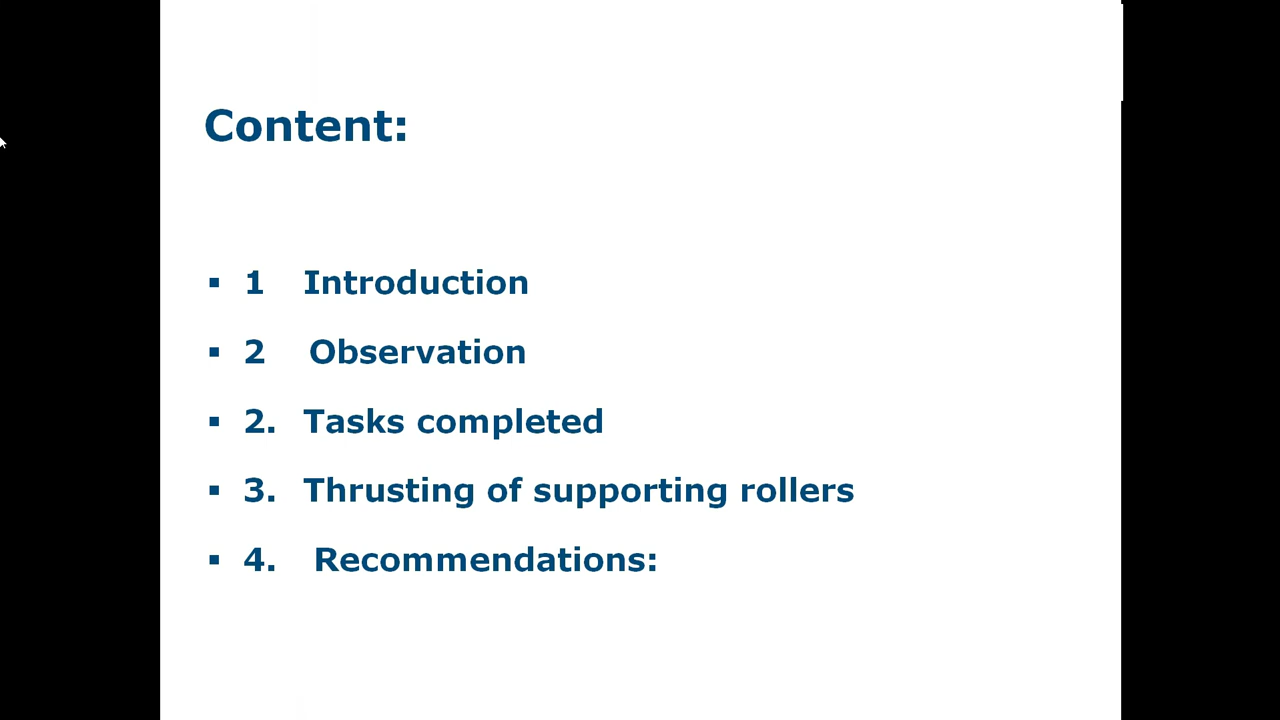 Content:
▪ 1 Introduction
▪ 2 Observation
▪ 2. Tasks completed
▪ 3. Thrusting of supporting rollers
▪ 4. Recommendations: